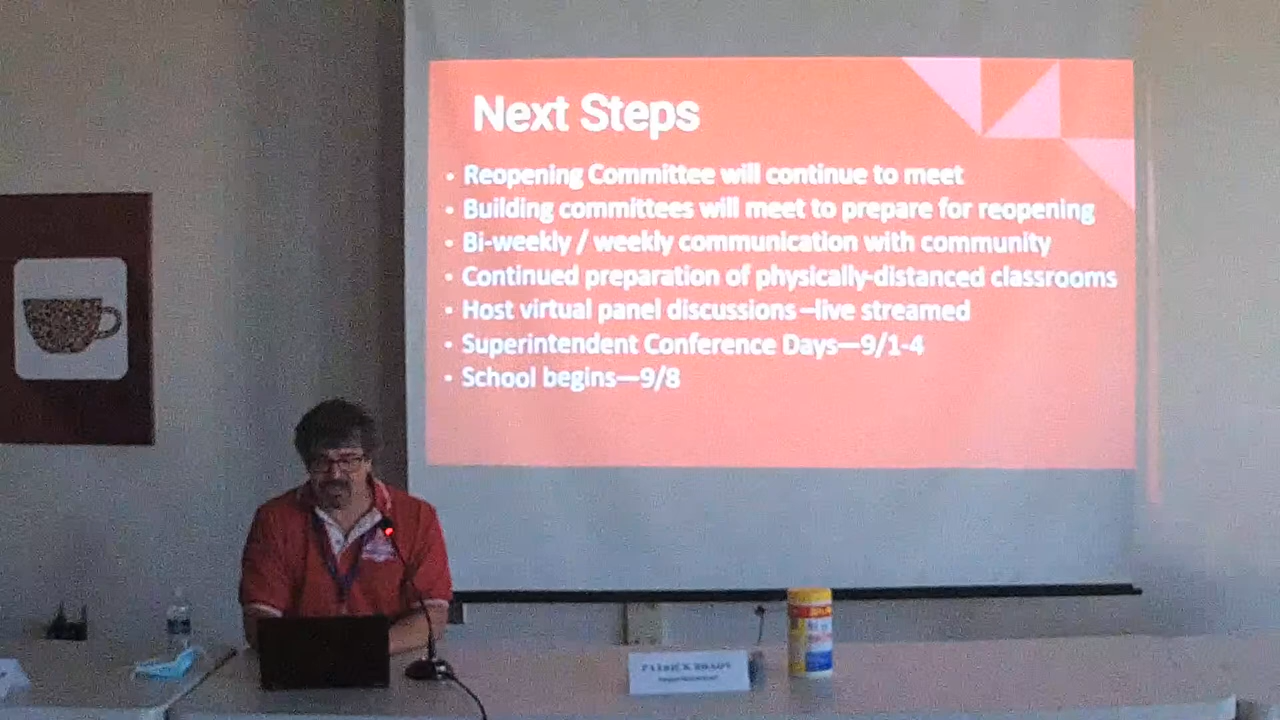 Next Steps
• Reopening Committee will continue to meet
• Building committees will meet to prepare for reopening
• Bi-weekly / weekly communication with community
• Continued preparation of physically-distanced classrooms
• Host virtual panel discussions –live streamed
• Superintendent Conference Days—9/1-4
• School begins—9/8
PATRICK